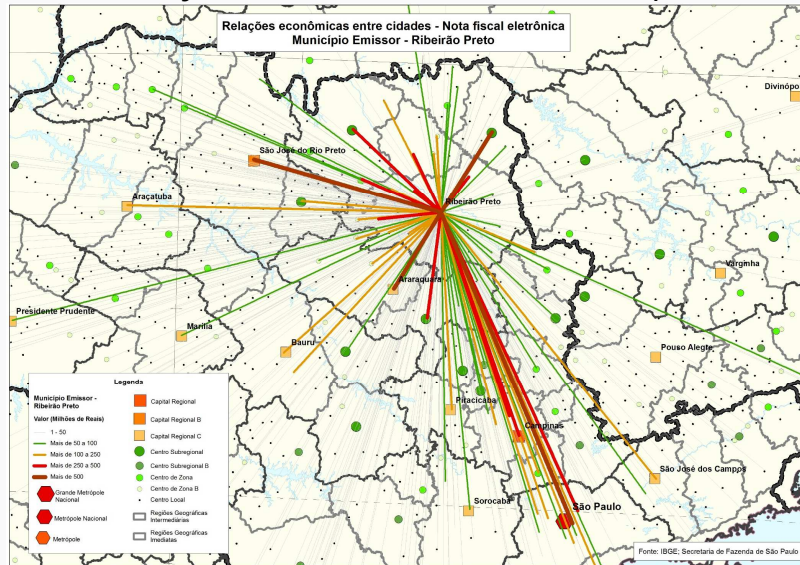 Relações econômicas entre cidades - Nota fiscal eletrônica
Município Emissor - Ribeirão Preto
Divinópo
São José do Rio Preto
Araçatuba
Ribeirão Preto
Varginha
Araraquara
Presidente Prudente
Marília
Bauru
Pouso Alegre
Piracicaba
Campinas
São José dos Campos
Sorocaba
São Paulo
Legenda
Município Emissor -
Ribeirão Preto
Valor (Milhões de Reais)
1 - 50
Mais de 50 a 100
Mais de 100 a 250
Mais de 250 a 500
Mais de 500
Grande Metrópole
Nacional
Metrópole Nacional
Metrópole
Capital Regional
Capital Regional B
Capital Regional C
Centro Subregional
Centro Subregional B
Centro de Zona
Centro de Zona B
Centro Local
Regiões Geográficas
Intermediárias
Regiões Geográficas
Imediatas
Fonte: IBGE; Secretaria de Fazenda de São Paulo